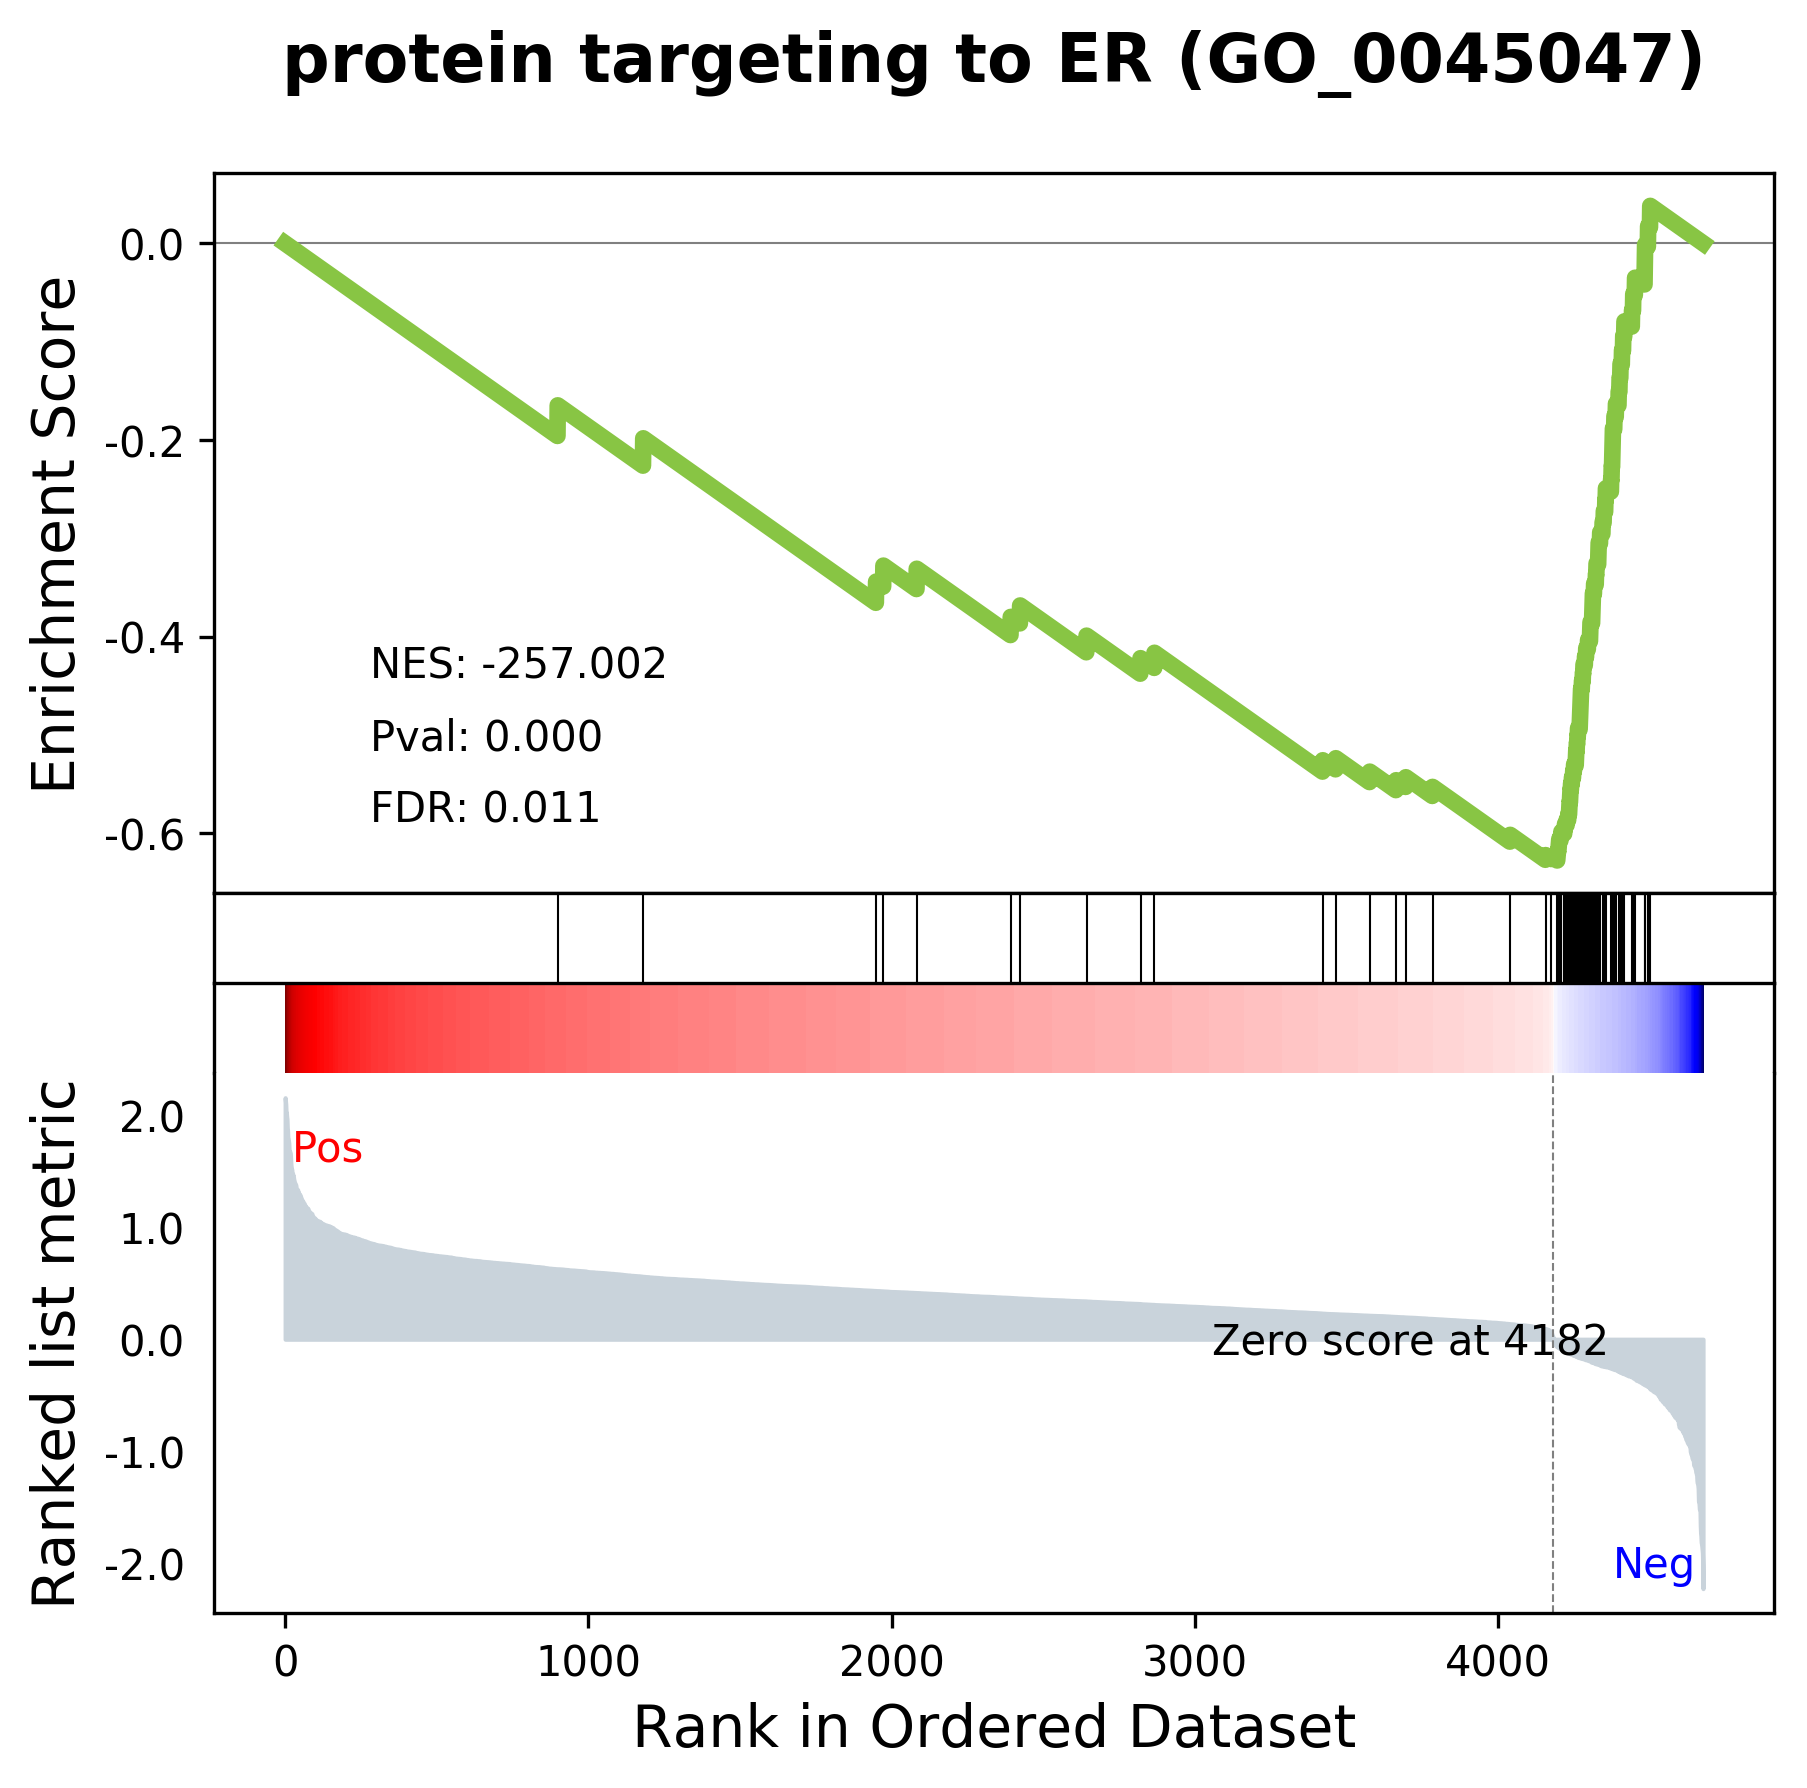 protein targeting to ER (GO_0045047)
Enrichment Score
0.0
-0.2
-0.4
-0.6
NES: -257.002
Pval: 0.000
FDR: 0.011
Ranked list metric
2.0
1.0
0.0
-1.0
-2.0
Pos
Zero score at 4182
Neg
0 1000 2000 3000 4000
Rank in Ordered Dataset